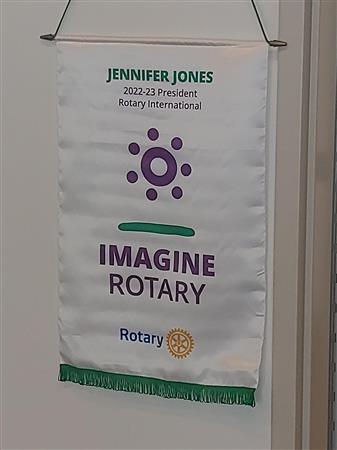 JENNIFER JONES
2022-23 President
Rotary International
IMAGINE
ROTARY
Rotary